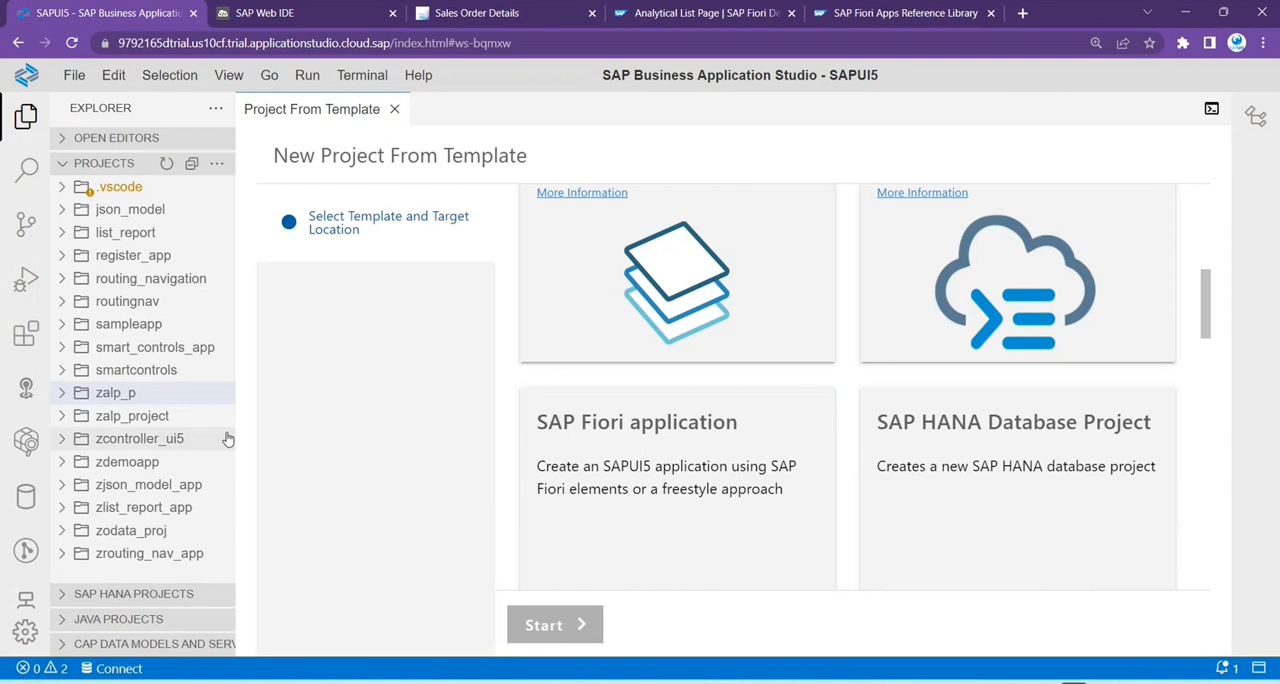 SAPUI5 - SAP Business Applicatio
SAP Web IDE
Sales Order Details
Analytical List Page | SAP Fiori De
SAP Fiori Apps Reference Library
9792165dtrial.us10cf.trial.applicationstudio.cloud.sap/index.html#ws-bqmxw
File Edit Selection View Go Run Terminal Help
SAP Business Application Studio - SAPUI5
EXPLORER
OPEN EDITORS
PROJECTS
.vscode
json_model
list_report
register_app
routing_navigation
routingnav
sampleapp
smart_controls_app
smartcontrols
zalp_p
zalp_project
zcontroller_ui5
zdemoapp
zjson_model_app
zlist_report_app
zodata_proj
zrouting_nav_app
SAP HANA PROJECTS
JAVA PROJECTS
CAP DATA MODELS AND SERV
Project From Template
New Project From Template
Select Template and Target
Location
More Information
More Information
SAP Fiori application
Create an SAPUI5 application using SAP
Fiori elements or a freestyle approach
SAP HANA Database Project
Creates a new SAP HANA database project
Start
0 2 Connect
1